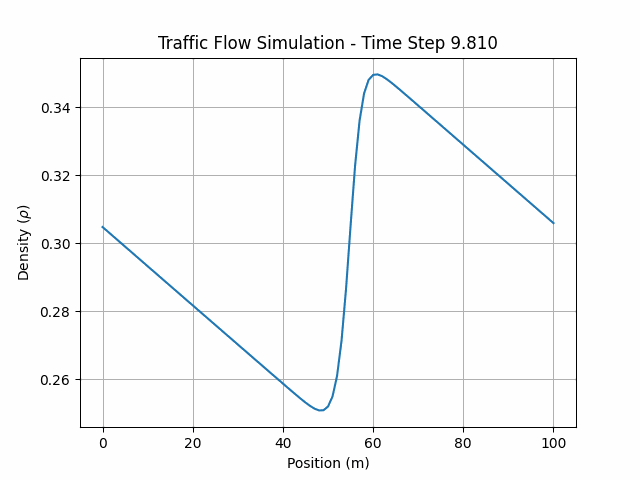 Traffic Flow Simulation - Time Step 9.810
Density (ρ)
0.34
0.32
0.30
0.28
0.26
0 20 40 60 80 100
Position (m)